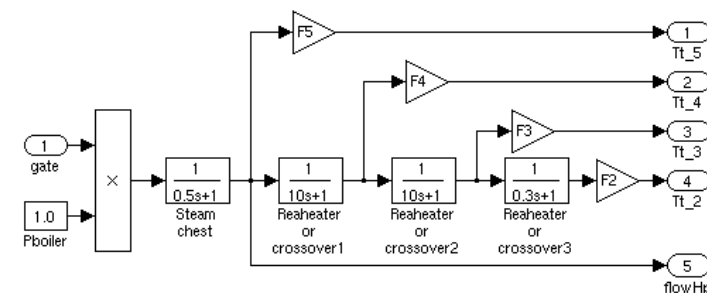 F5
1
Tt_5
F4
2
Tt_4
F3
3
Tt_3
1
gate
×
1
0.5s+1
Steam
chest
1
10s+1
Reaheater
or
crossover1
1
10s+1
Reaheater
or
crossover2
1
0.3s+1
Reaheater
or
crossover3
F2
4
Tt_2
1.0
Pboiler
5
flowHp